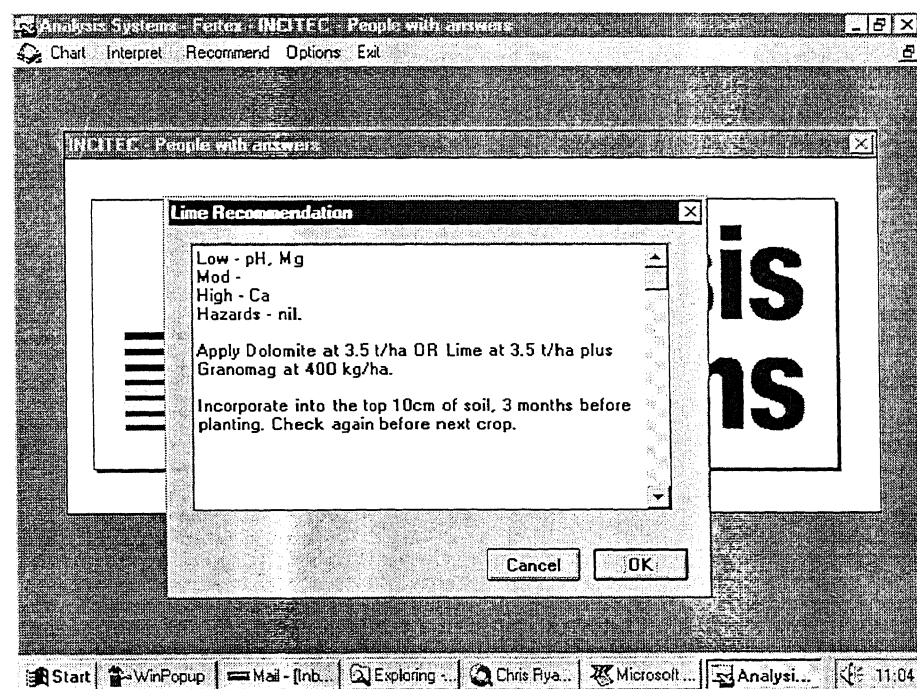 Analysis Systems - Fertex - INCITEC - People with answers
Chart Interpret Recommend Options Exit
INCITEC - People with answers
Lime Recommendation
Low - pH, Mg
Mod -
High - Ca
Hazards - nil.
Apply Dolomite at 3.5 t/ha OR Lime at 3.5 t/ha plus
Granomag at 400 kg/ha.
Incorporate into the top 10cm of soil, 3 months before
planting. Check again before next crop.
sis
ms
Cancel OK
Start WinPopup Mail - [Inb... Exploring -... Chris Rya... Microsoft ... Analysi... 11:04